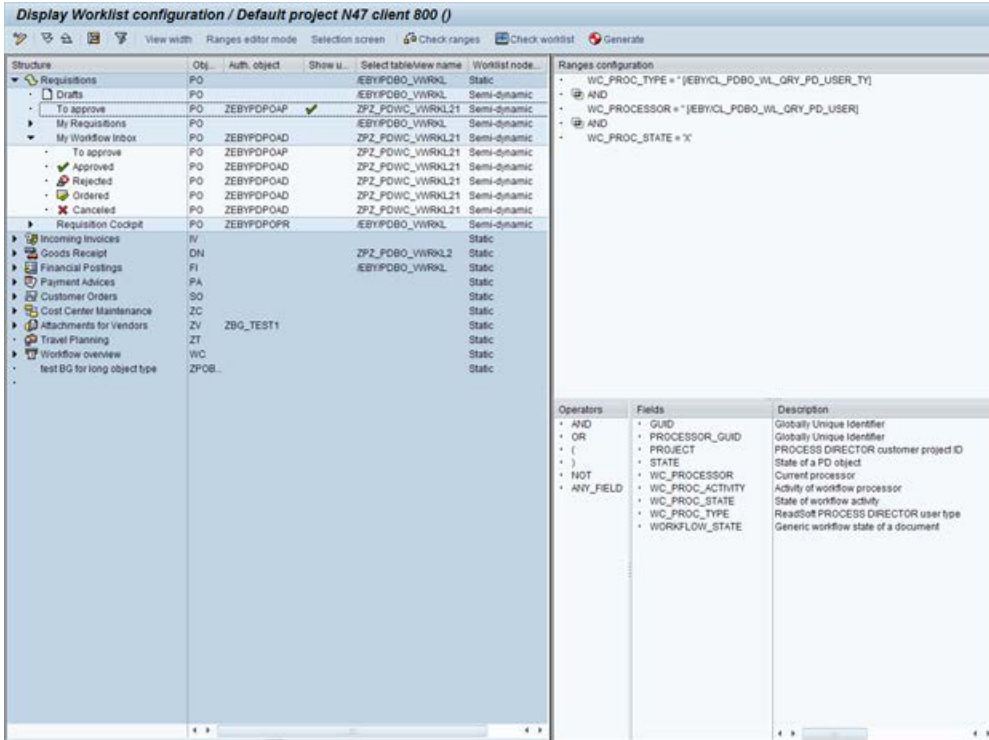 Display Worklist configuration / Default project N47 client 800 ()
View width Ranges editor mode Selection screen Check ranges Check worklist Generate
Structure Obj... Auth. object Show u... Select table/view name Worklist node...
Requisitions PO /EBY/PDBO_VWRKL Static
Drafts PO /EBY/PDBO_VWRKL Semi-dynamic
To approve PO ZEBYPDPOAP ZPZ_PDWC_VWRKL21 Semi-dynamic
My Requisitions PO /EBY/PDBO_VWRKL Semi-dynamic
My Workflow Inbox PO ZEBYPDPOAD ZPZ_PDWC_VWRKL21 Semi-dynamic
To approve PO ZEBYPDPOAP ZPZ_PDWC_VWRKL21 Semi-dynamic
Approved PO ZEBYPDPOAD ZPZ_PDWC_VWRKL21 Semi-dynamic
Rejected PO ZEBYPDPOAD ZPZ_PDWC_VWRKL21 Semi-dynamic
Ordered PO ZEBYPDPOAD ZPZ_PDWC_VWRKL21 Semi-dynamic
Canceled PO ZEBYPDPOAD ZPZ_PDWC_VWRKL21 Semi-dynamic
Requisition Cockpit PO ZEBYPDPOPR /EBY/PDBO_VWRKL Semi-dynamic
Incoming Invoices IV Static
Goods Receipt DN ZPZ_PDBO_VWRKL2 Static
Financial Postings FI /EBY/PDBO_VWRKL Static
Payment Advices PA Static
Customer Orders SO Static
Cost Center Maintenance ZC Static
Attachments for Vendors ZV ZBG_TEST1 Static
Travel Planning ZT Static
Workflow overview WC Static
test BG for long object type ZPOB... Static
Ranges configuration
WC_PROC_TYPE = * [/EBY/CL_PDBO_WL_QRY_PD_USER_TY]
AND
WC_PROCESSOR = * [/EBY/CL_PDBO_WL_QRY_PD_USER]
AND
WC_PROC_STATE = 'X'
Operators Fields Description
AND GUID Globally Unique Identifier
OR PROCESSOR_GUID Globally Unique Identifier
( PROJECT PROCESS DIRECTOR customer project ID
) STATE State of a PD object
NOT WC_PROCESSOR Current processor
ANY_FIELD WC_PROC_ACTIVITY Activity of workflow processor
WC_PROC_STATE State of workflow activity
WC_PROC_TYPE ReadSoft PROCESS DIRECTOR user type
WORKFLOW_STATE Generic workflow state of a document